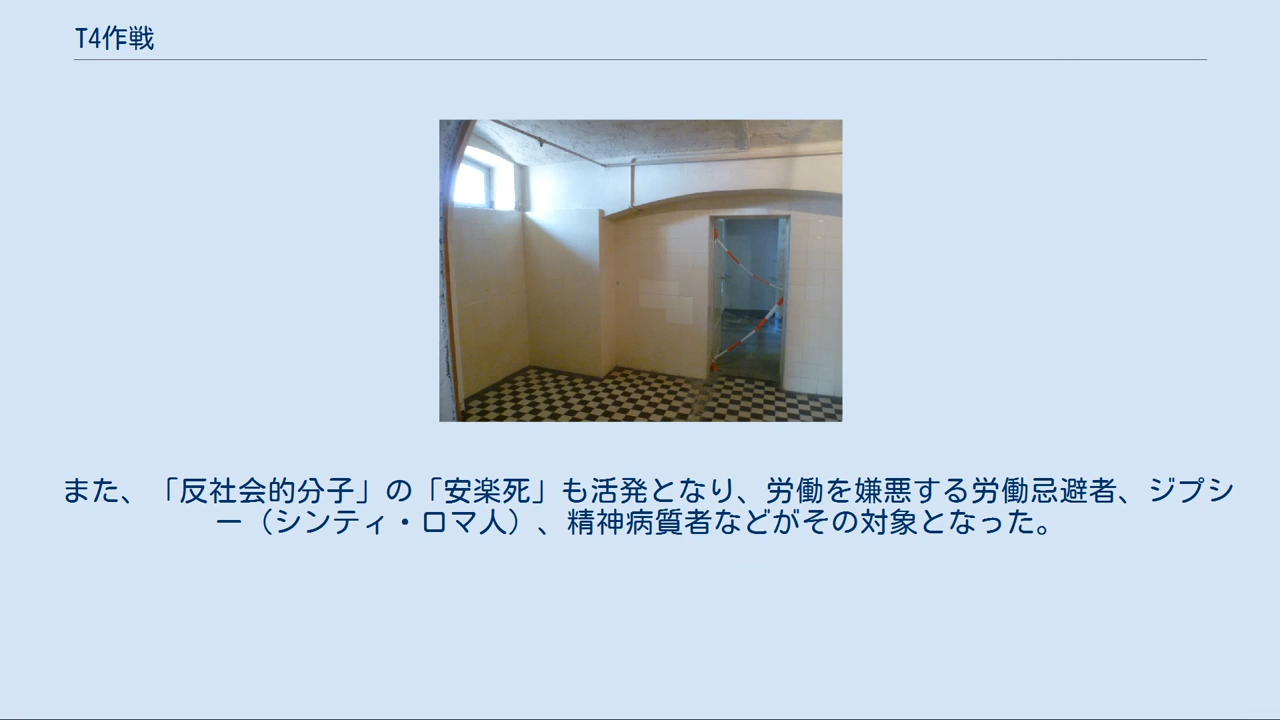 T4作戦
また、「反社会的分子」の「安楽死」も活発となり、労働を嫌悪する労働忌避者、ジプシ
ー（シンティ・ロマ人）、精神病質者などがその対象となった。